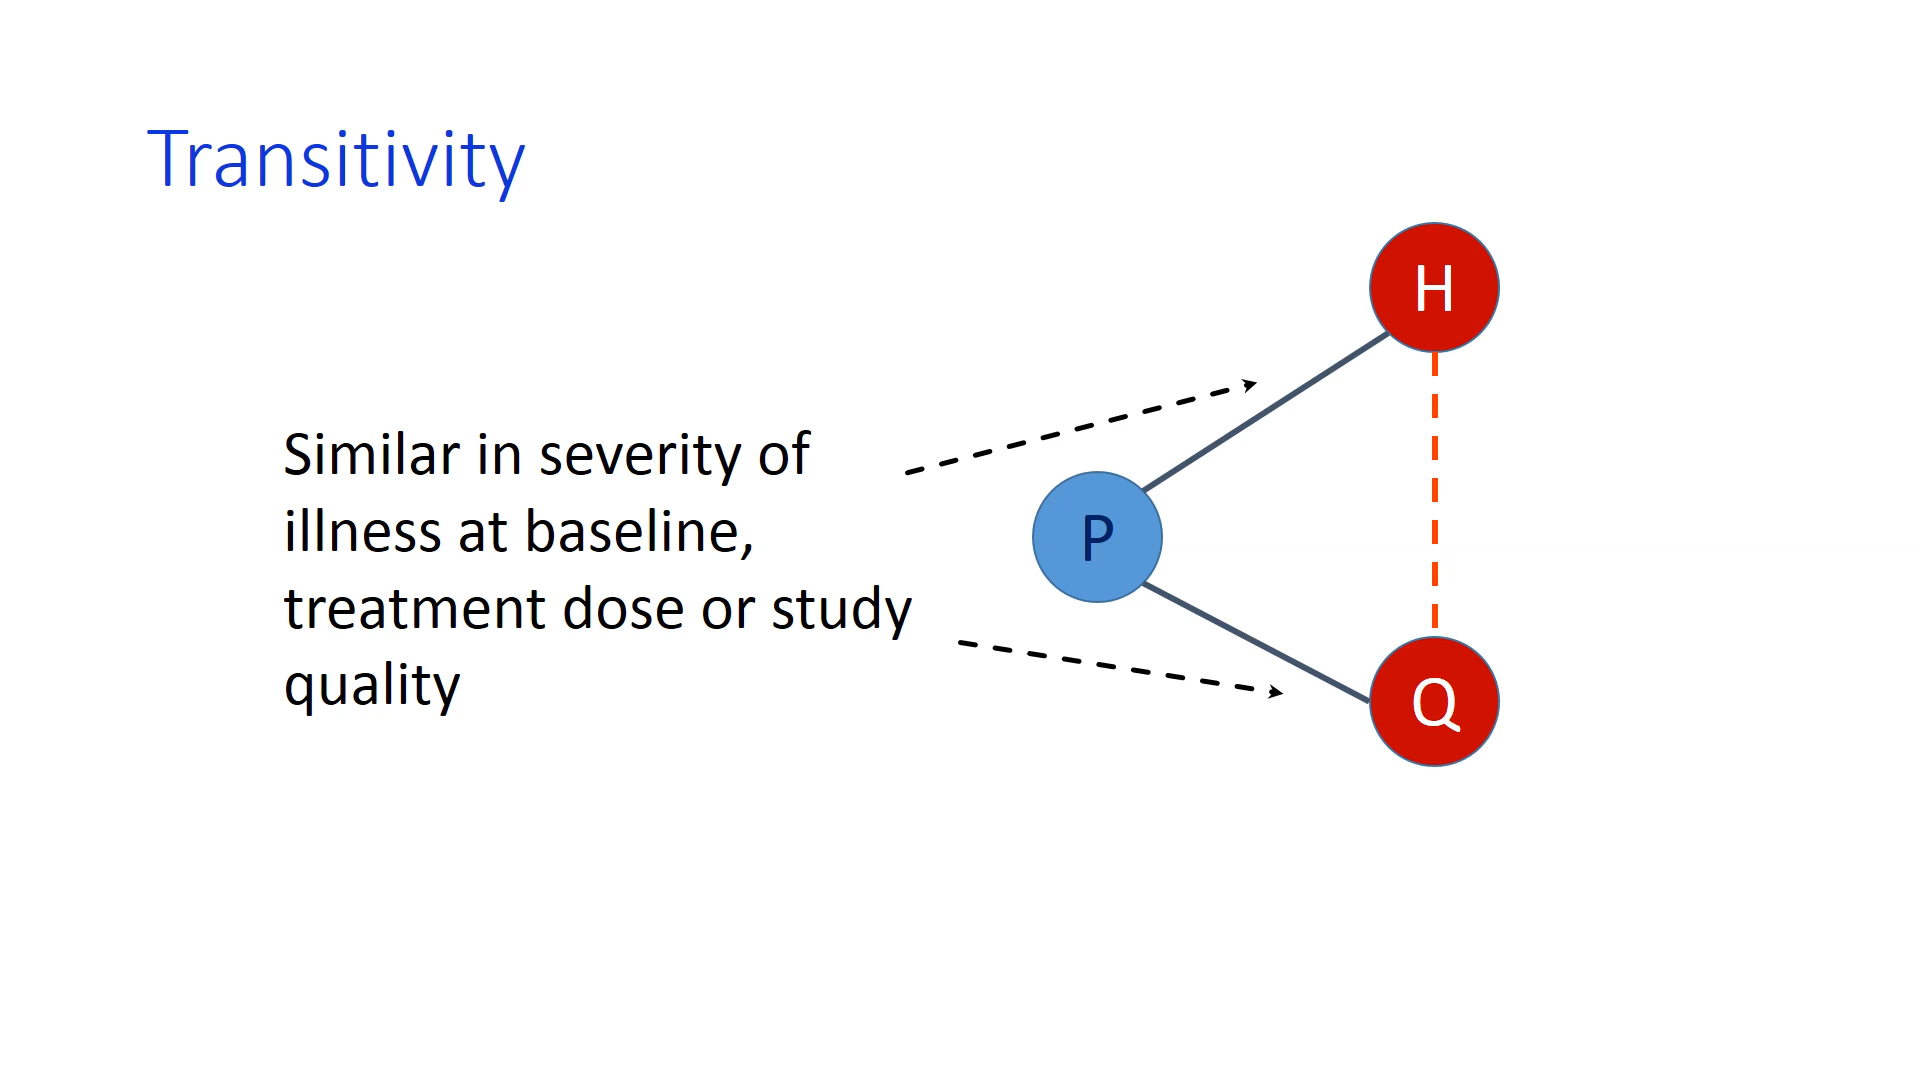 Transitivity
H
Similar in severity of
illness at baseline,
P
treatment dose or study
quality
Q